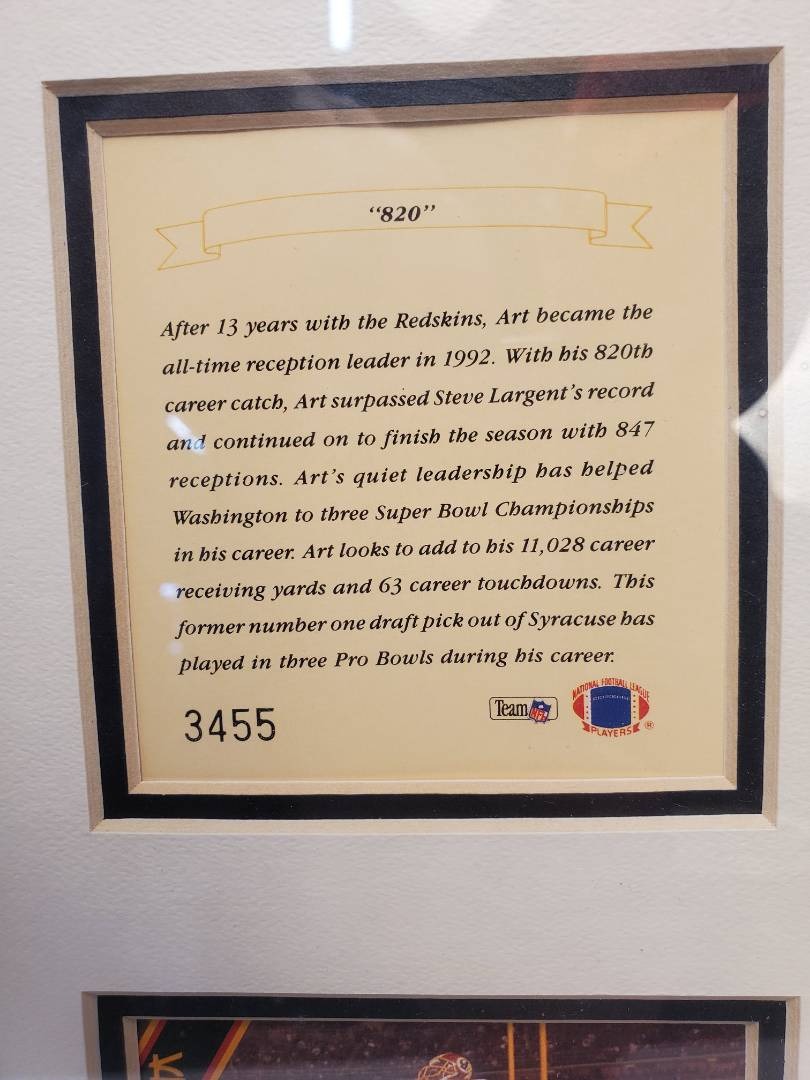 “820”
After 13 years with the Redskins, Art became the
all-time reception leader in 1992. With his 820th
career catch, Art surpassed Steve Largent’s record
and continued on to finish the season with 847
receptions. Art’s quiet leadership has helped
Washington to three Super Bowl Championships
in his career. Art looks to add to his 11,028 career
receiving yards and 63 career touchdowns. This
former number one draft pick out of Syracuse has
played in three Pro Bowls during his career.
3455
Team NFL
NATIONAL FOOTBALL LEAGUE
PLAYERS ®